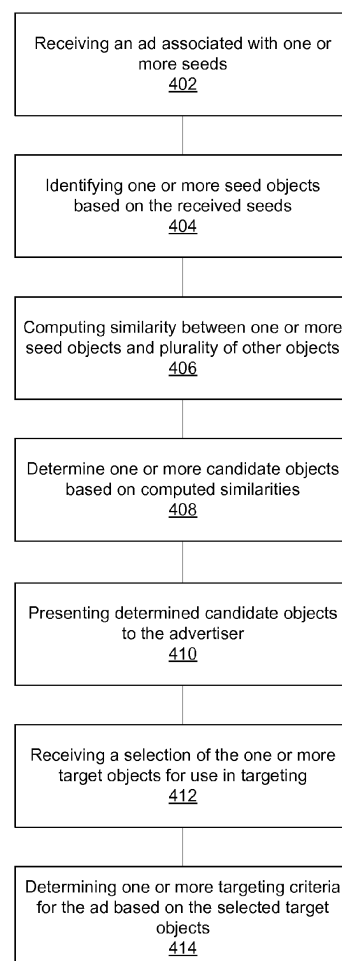 Receiving an ad associated with one or
more seeds
402
Identifying one or more seed objects
based on the received seeds
404
Computing similarity between one or more
seed objects and plurality of other objects
406
Determine one or more candidate objects
based on computed similarities
408
Presenting determined candidate objects
to the advertiser
410
Receiving a selection of the one or more
target objects for use in targeting
412
Determining one or more targeting criteria
for the ad based on the selected target
objects
414